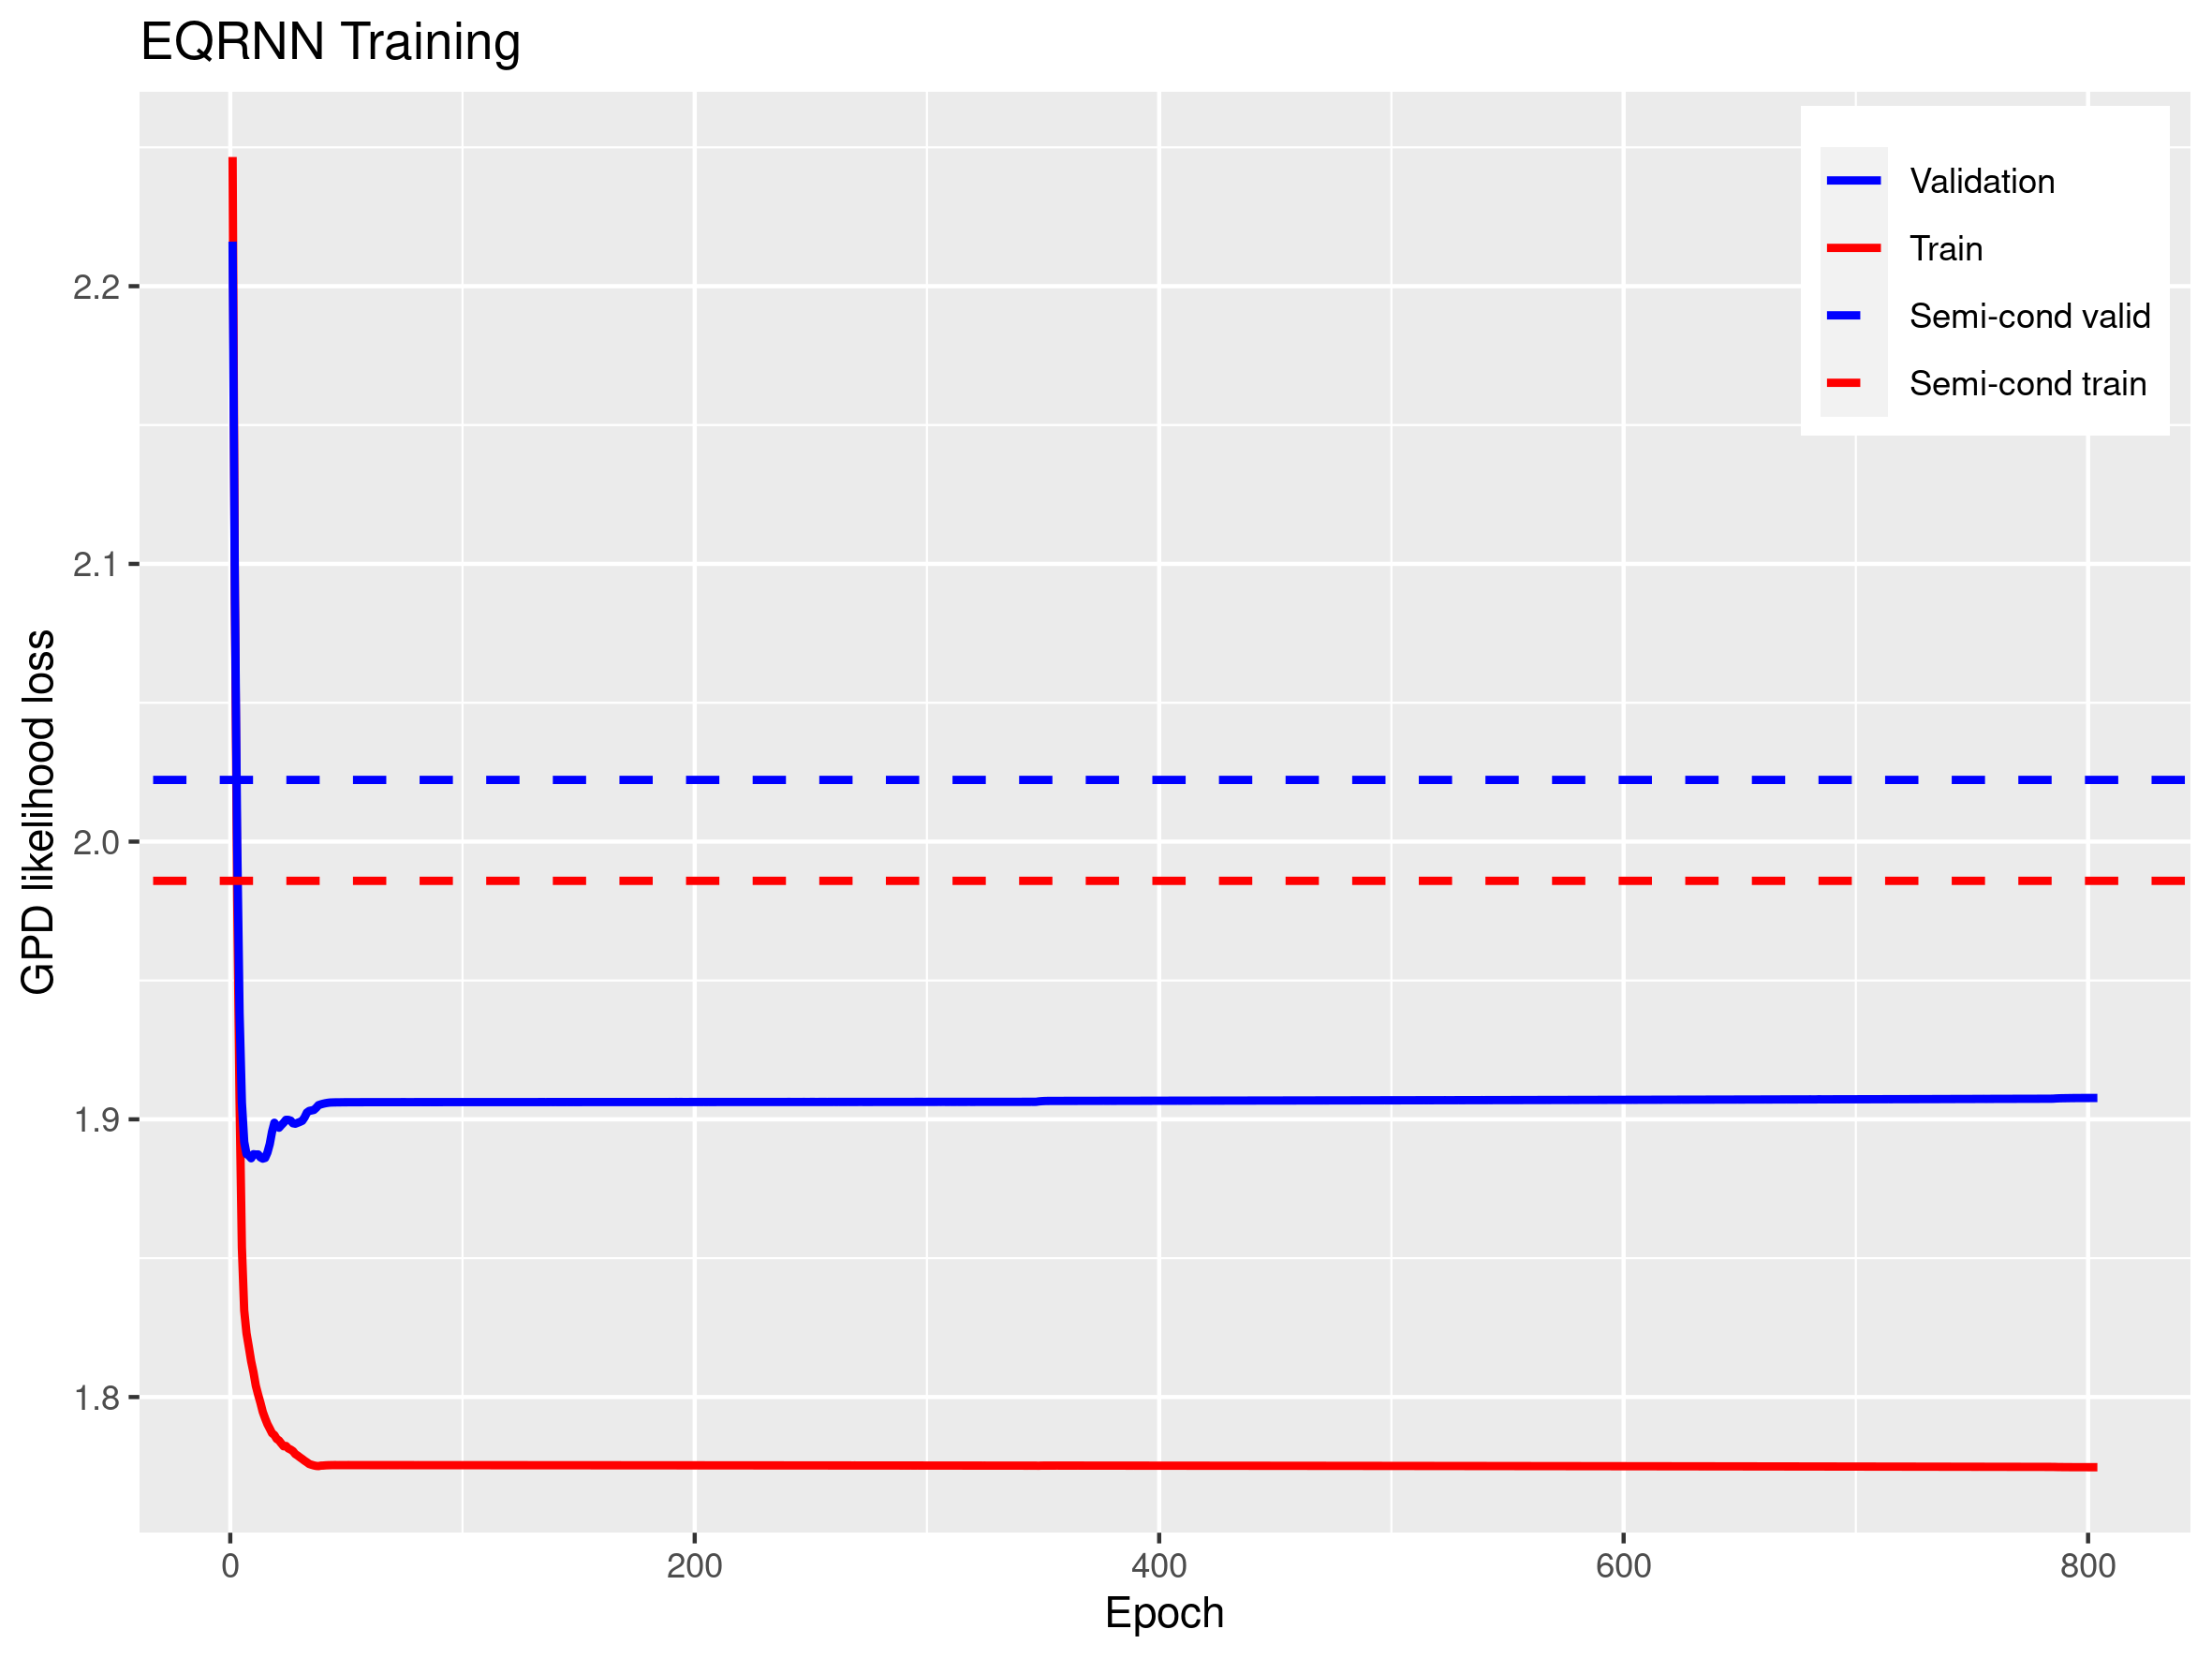 EQRNN Training
Validation
Train
Semi-cond valid
Semi-cond train
GPD likelihood loss
2.2
2.1
2.0
1.9
1.8
0 200 400 600 800
Epoch